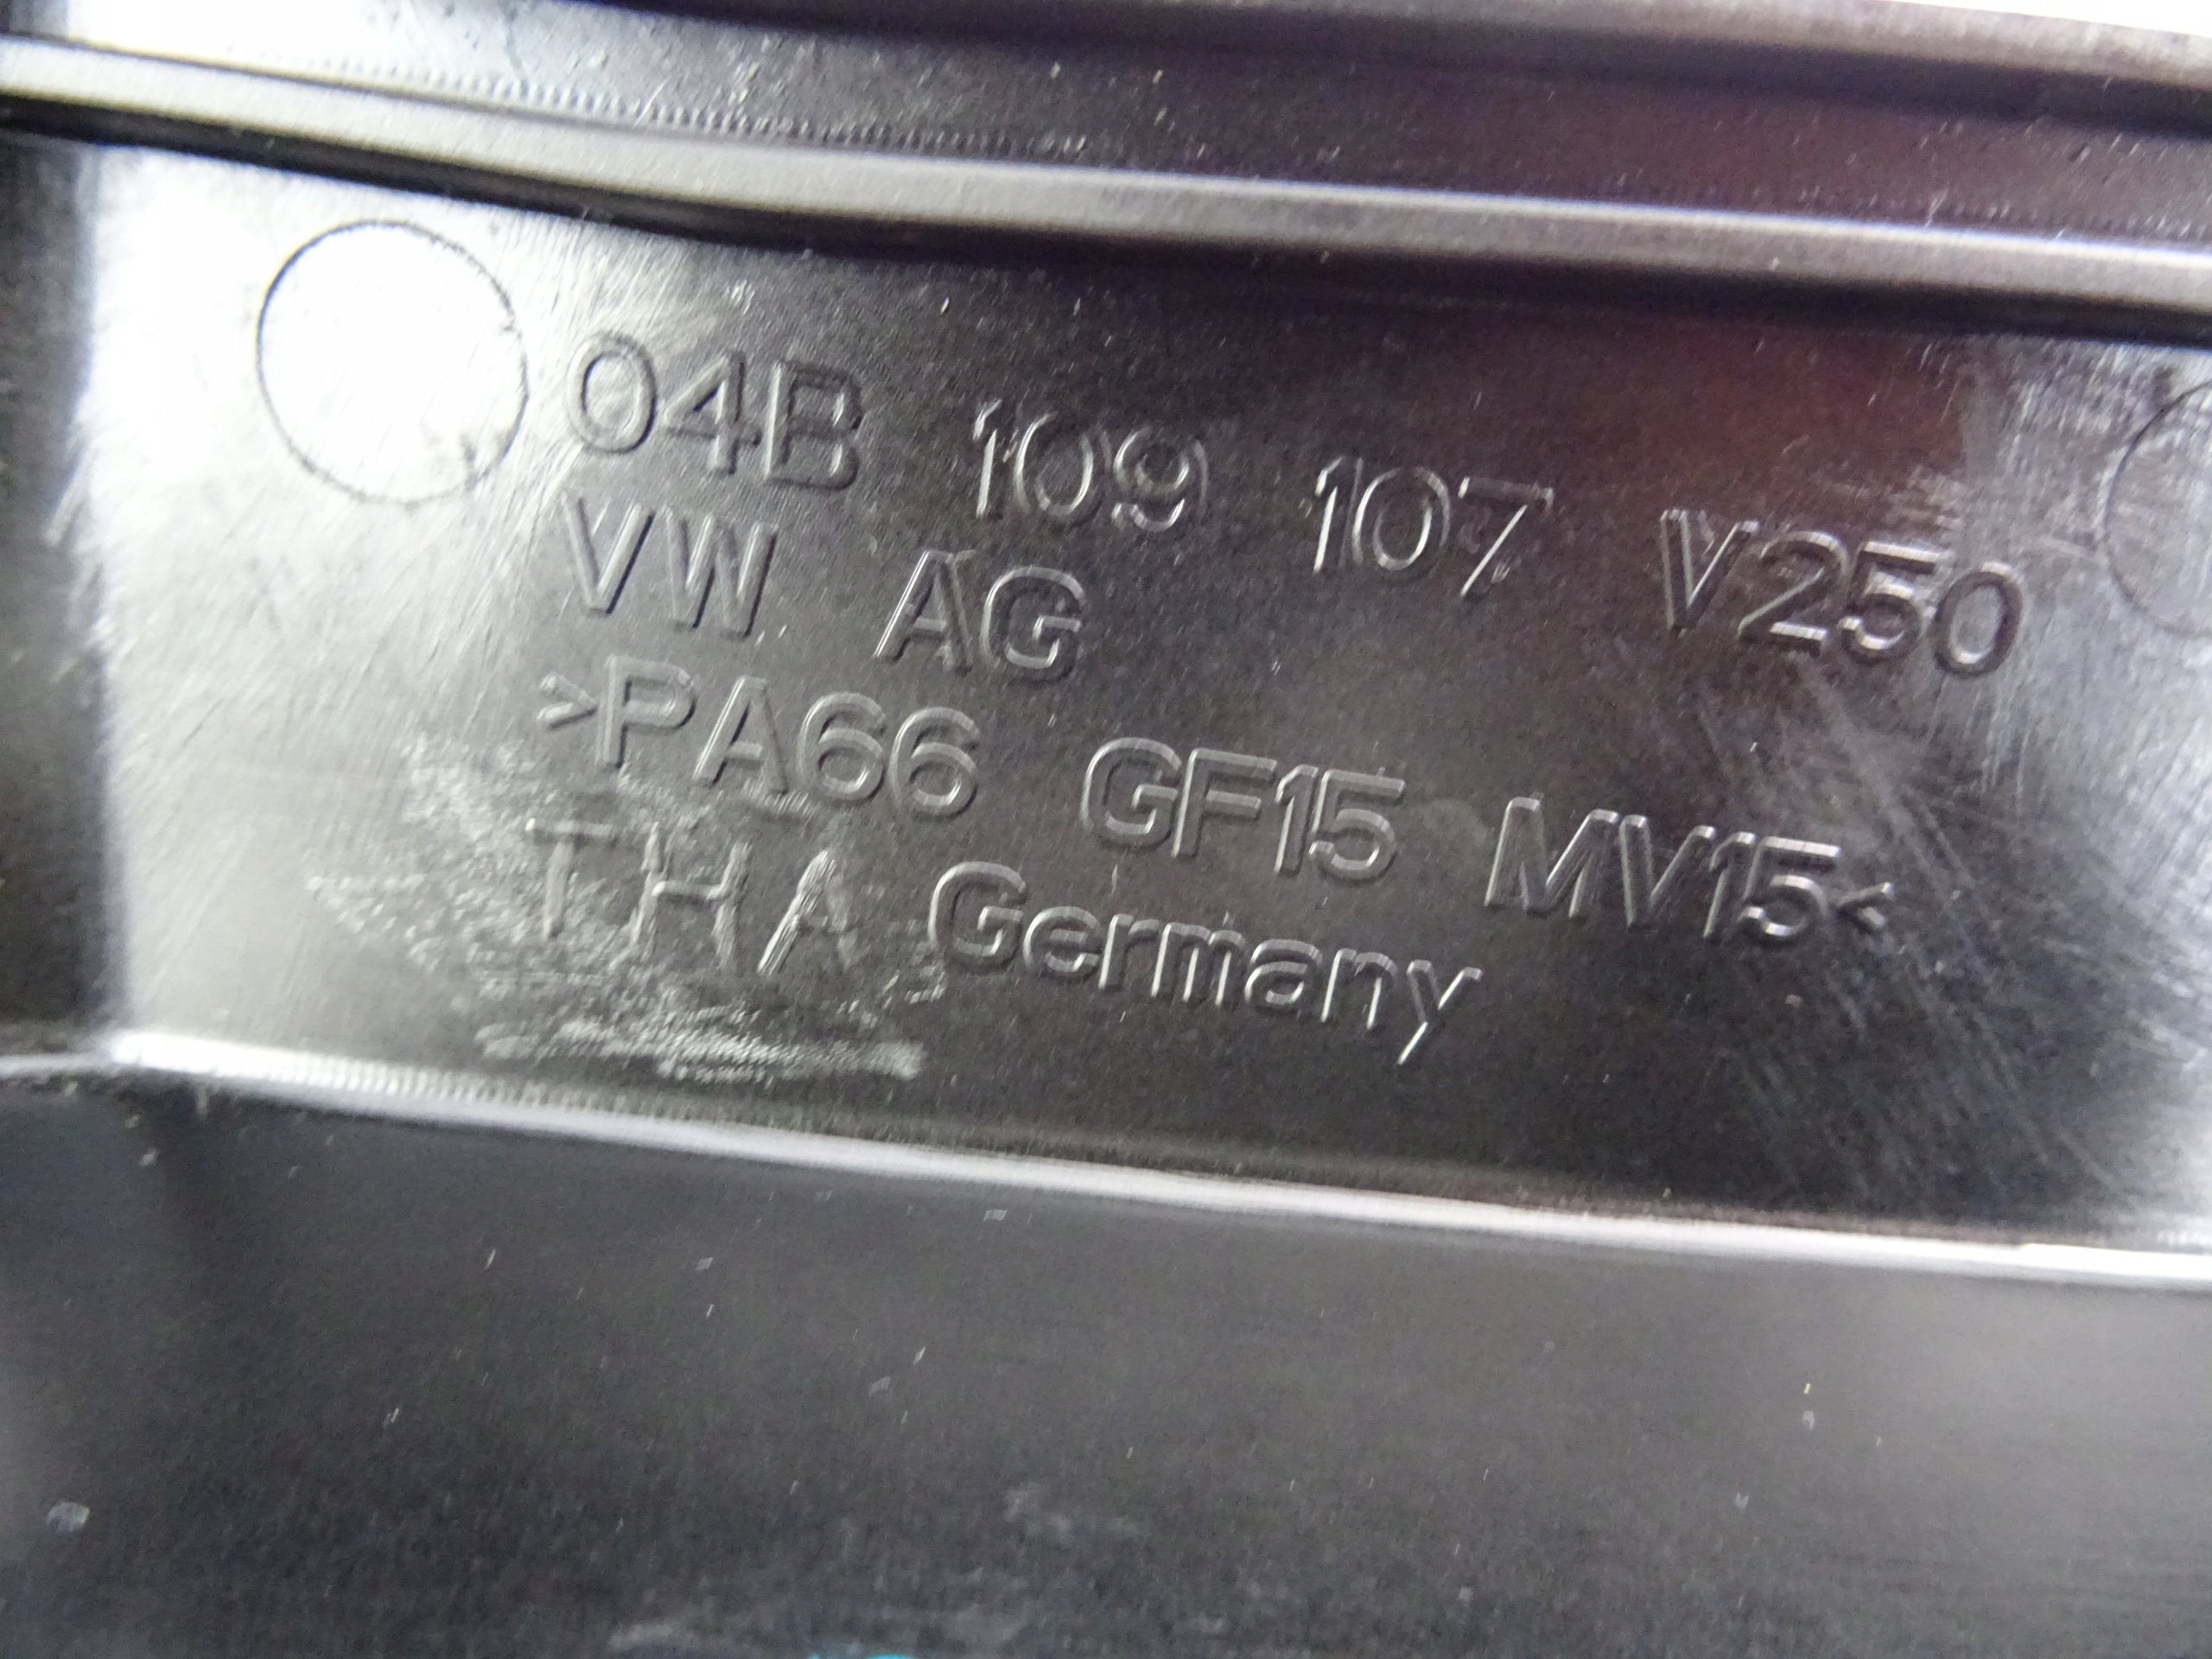 04B 109 107 V250
VW AG
>PA66 GF15 MV15<
THA Germany